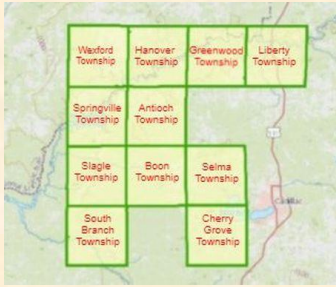 Wexford Township
Hanover Township
Greenwood Township
Liberty Township
Springville Township
Antioch Township
Slagle Township
Boon Township
Selma Township
South Branch Township
Cherry Grove Township